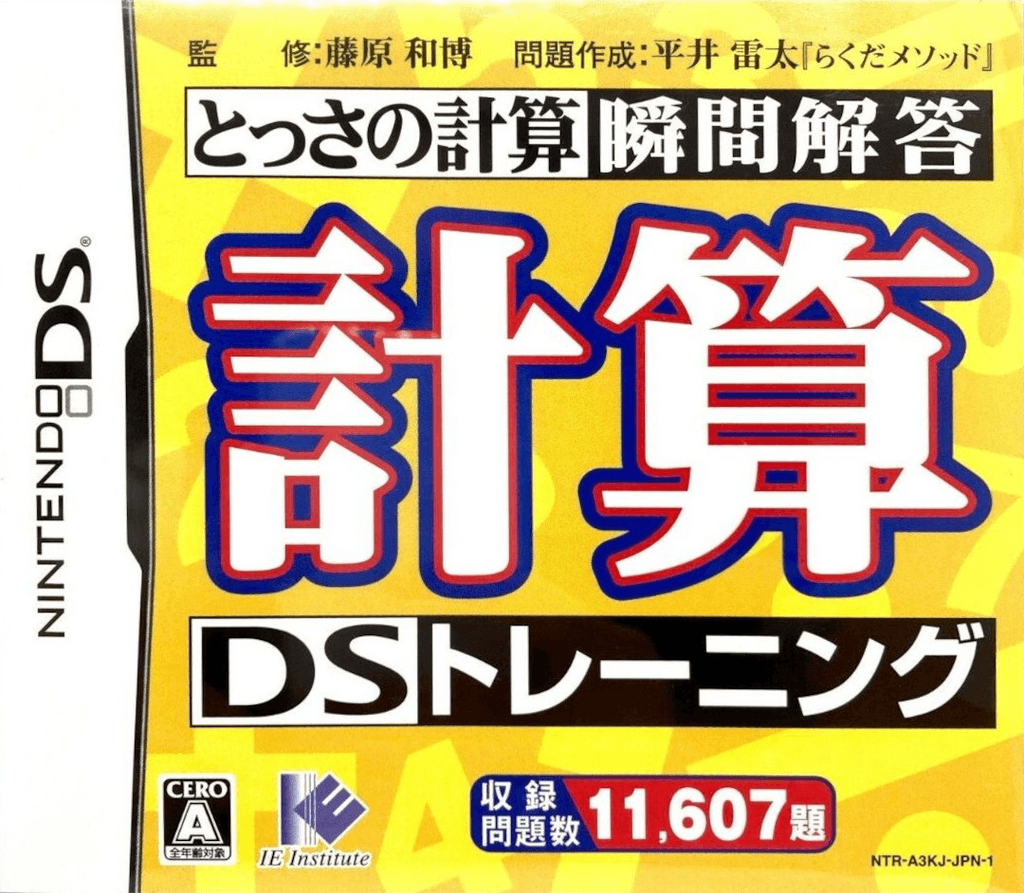 監　修:藤原 和博　問題作成:平井 雷太『らくだメソッド』
とっさの計算 瞬間解答
計算
DSトレーニング
NINTENDO DS®
CERO
A
全年齢対象
IE Institute
収録
問題数
11,607題
NTR-A3KJ-JPN-1